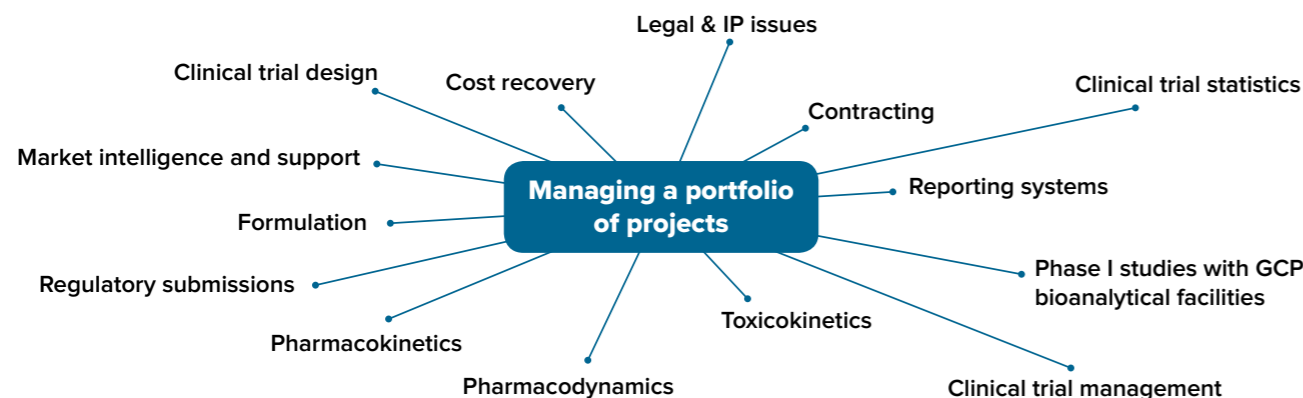 Legal & IP issues
Clinical trial design
Cost recovery
Clinical trial statistics
Contracting
Market intelligence and support
Managing a portfolio
of projects
Reporting systems
Formulation
Regulatory submissions
Phase I studies with GCP
bioanalytical facilities
Toxicokinetics
Pharmacokinetics
Pharmacodynamics
Clinical trial management